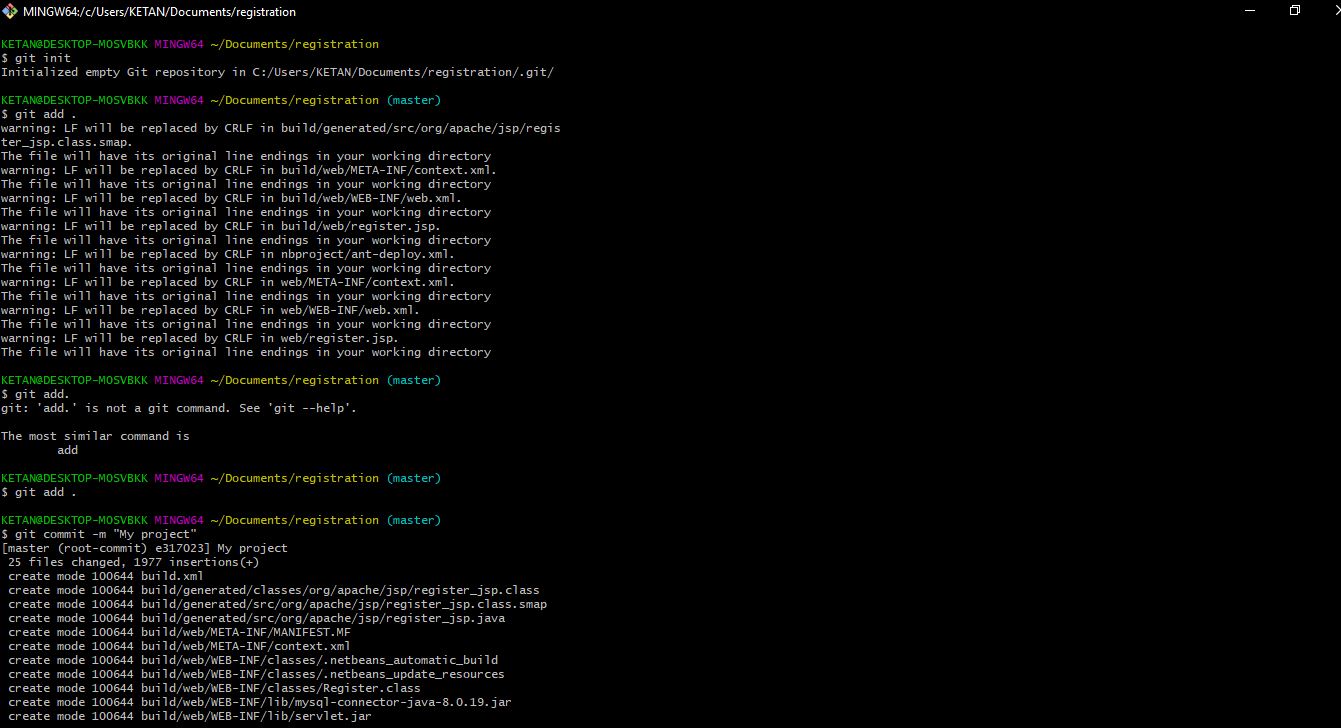 MINGW64:/c/Users/KETAN/Documents/registration
KETAN@DESKTOP-MOSVBKK MINGW64 ~/Documents/registration
$ git init
Initialized empty Git repository in C:/Users/KETAN/Documents/registration/.git/
KETAN@DESKTOP-MOSVBKK MINGW64 ~/Documents/registration (master)
$ git add .
warning: LF will be replaced by CRLF in build/generated/src/org/apache/jsp/regis
ter_jsp.class.smap.
The file will have its original line endings in your working directory
warning: LF will be replaced by CRLF in build/web/META-INF/context.xml.
The file will have its original line endings in your working directory
warning: LF will be replaced by CRLF in build/web/WEB-INF/web.xml.
The file will have its original line endings in your working directory
warning: LF will be replaced by CRLF in build/web/register.jsp.
The file will have its original line endings in your working directory
warning: LF will be replaced by CRLF in nbproject/ant-deploy.xml.
The file will have its original line endings in your working directory
warning: LF will be replaced by CRLF in web/META-INF/context.xml.
The file will have its original line endings in your working directory
warning: LF will be replaced by CRLF in web/WEB-INF/web.xml.
The file will have its original line endings in your working directory
warning: LF will be replaced by CRLF in web/register.jsp.
The file will have its original line endings in your working directory
KETAN@DESKTOP-MOSVBKK MINGW64 ~/Documents/registration (master)
$ git add.
git: 'add.' is not a git command. See 'git --help'.
The most similar command is
        add
KETAN@DESKTOP-MOSVBKK MINGW64 ~/Documents/registration (master)
$ git add .
KETAN@DESKTOP-MOSVBKK MINGW64 ~/Documents/registration (master)
$ git commit -m "My project"
[master (root-commit) e317023] My project
 25 files changed, 1977 insertions(+)
 create mode 100644 build.xml
 create mode 100644 build/generated/classes/org/apache/jsp/register_jsp.class
 create mode 100644 build/generated/src/org/apache/jsp/register_jsp.class.smap
 create mode 100644 build/generated/src/org/apache/jsp/register_jsp.java
 create mode 100644 build/web/META-INF/MANIFEST.MF
 create mode 100644 build/web/META-INF/context.xml
 create mode 100644 build/web/WEB-INF/classes/.netbeans_automatic_build
 create mode 100644 build/web/WEB-INF/classes/.netbeans_update_resources
 create mode 100644 build/web/WEB-INF/classes/Register.class
 create mode 100644 build/web/WEB-INF/lib/mysql-connector-java-8.0.19.jar
 create mode 100644 build/web/WEB-INF/lib/servlet.jar